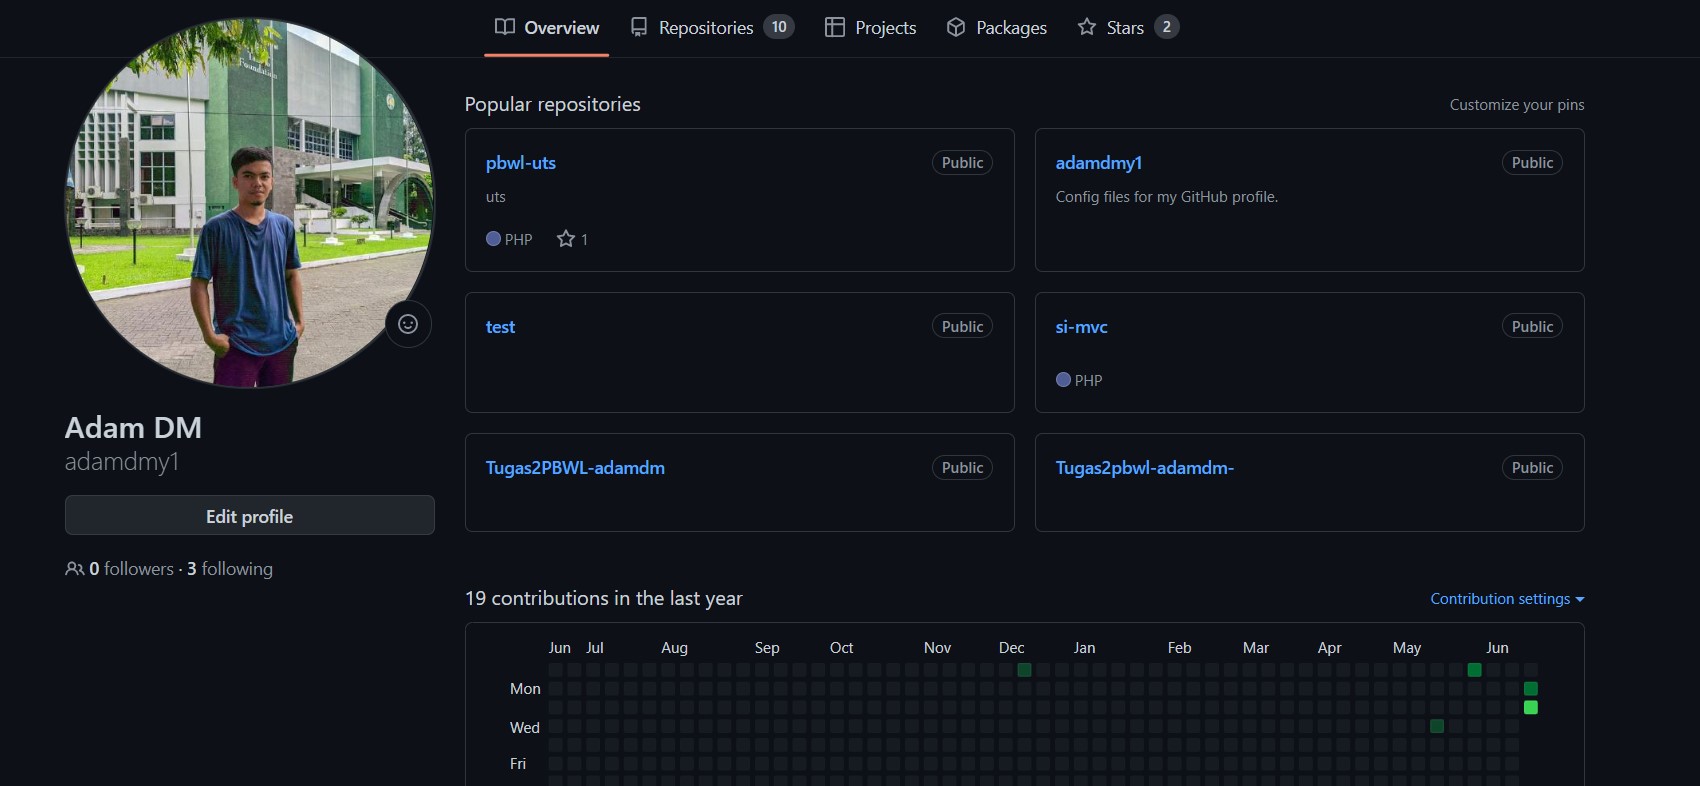 Overview
Repositories 10
Projects
Packages
Stars 2
Foundation
Adam DM
adamdmy1
Edit profile
0 followers · 3 following
Popular repositories
Customize your pins
pbwl-uts
Public
uts
PHP
1
adamdmy1
Public
Config files for my GitHub profile.
test
Public
si-mvc
Public
PHP
Tugas2PBWL-adamdm
Public
Tugas2pbwl-adamdm-
Public
19 contributions in the last year
Contribution settings
Jun Jul Aug Sep Oct Nov Dec Jan Feb Mar Apr May Jun
Mon
Wed
Fri